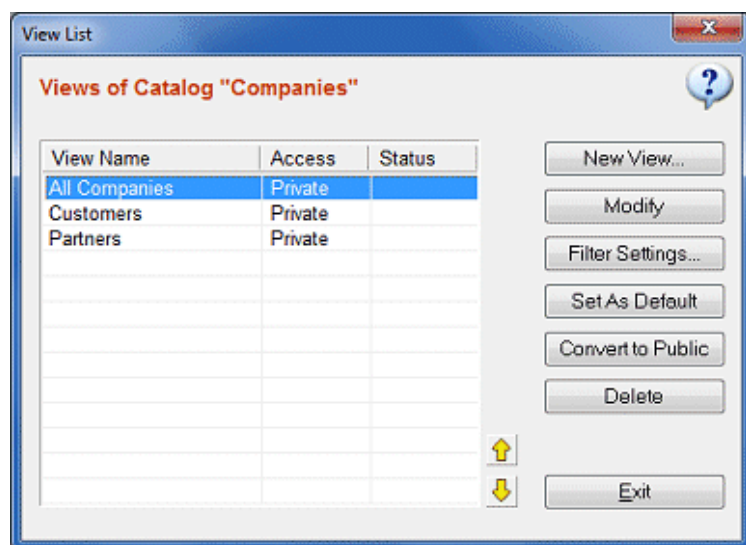 View List
Views of Catalog "Companies"
?
View Name Access Status
All Companies Private
Customers Private
Partners Private
New View...
Modify
Filter Settings...
Set As Default
Convert to Public
Delete
Exit